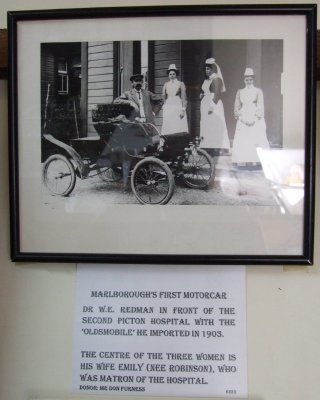 MARLBOROUGH'S FIRST MOTORCAR
DR W.E. REDMAN IN FRONT OF THE
SECOND PICTON HOSPITAL WITH THE
'OLDSMOBILE' HE IMPORTED IN 1903.
THE CENTRE OF THE THREE WOMEN IS
HIS WIFE EMILY (NEE ROBINSON), WHO
WAS MATRON OF THE HOSPITAL.
DONOR: MR DON FURNESS